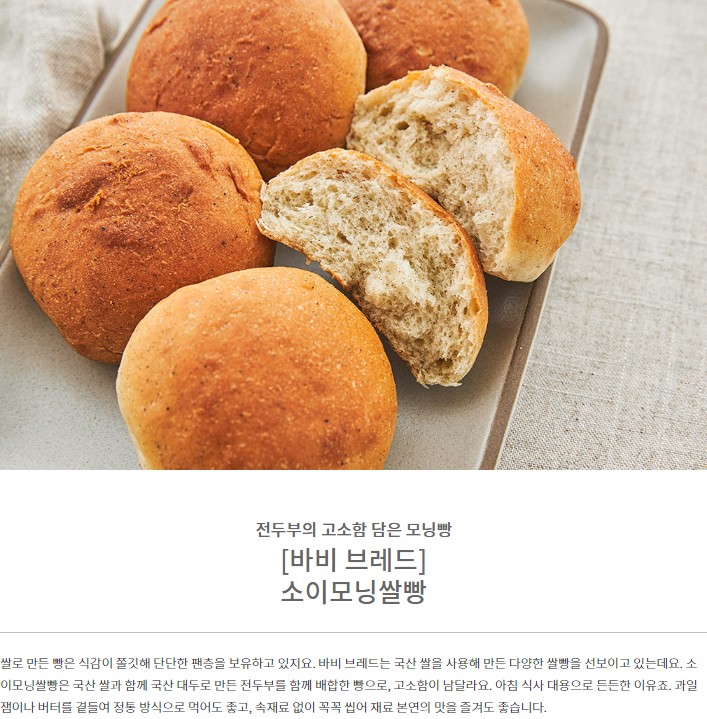 전두부의 고소함 담은 모닝빵
[바비 브레드]
소이모닝쌀빵
쌀로 만든 빵은 식감이 쫄깃해 단단한 팬층을 보유하고 있지요. 바비 브레드는 국산 쌀을 사용해 만든 다양한 쌀빵을 선보이고 있는데요. 소
이모닝쌀빵은 국산 쌀과 함께 국산 대두로 만든 전두부를 함께 배합한 빵으로, 고소함이 남달라요. 아침 식사 대용으로 든든한 이유죠. 과일
잼이나 버터를 곁들여 정통 방식으로 먹어도 좋고, 속재료 없이 꼭꼭 씹어 재료 본연의 맛을 즐겨도 좋습니다.